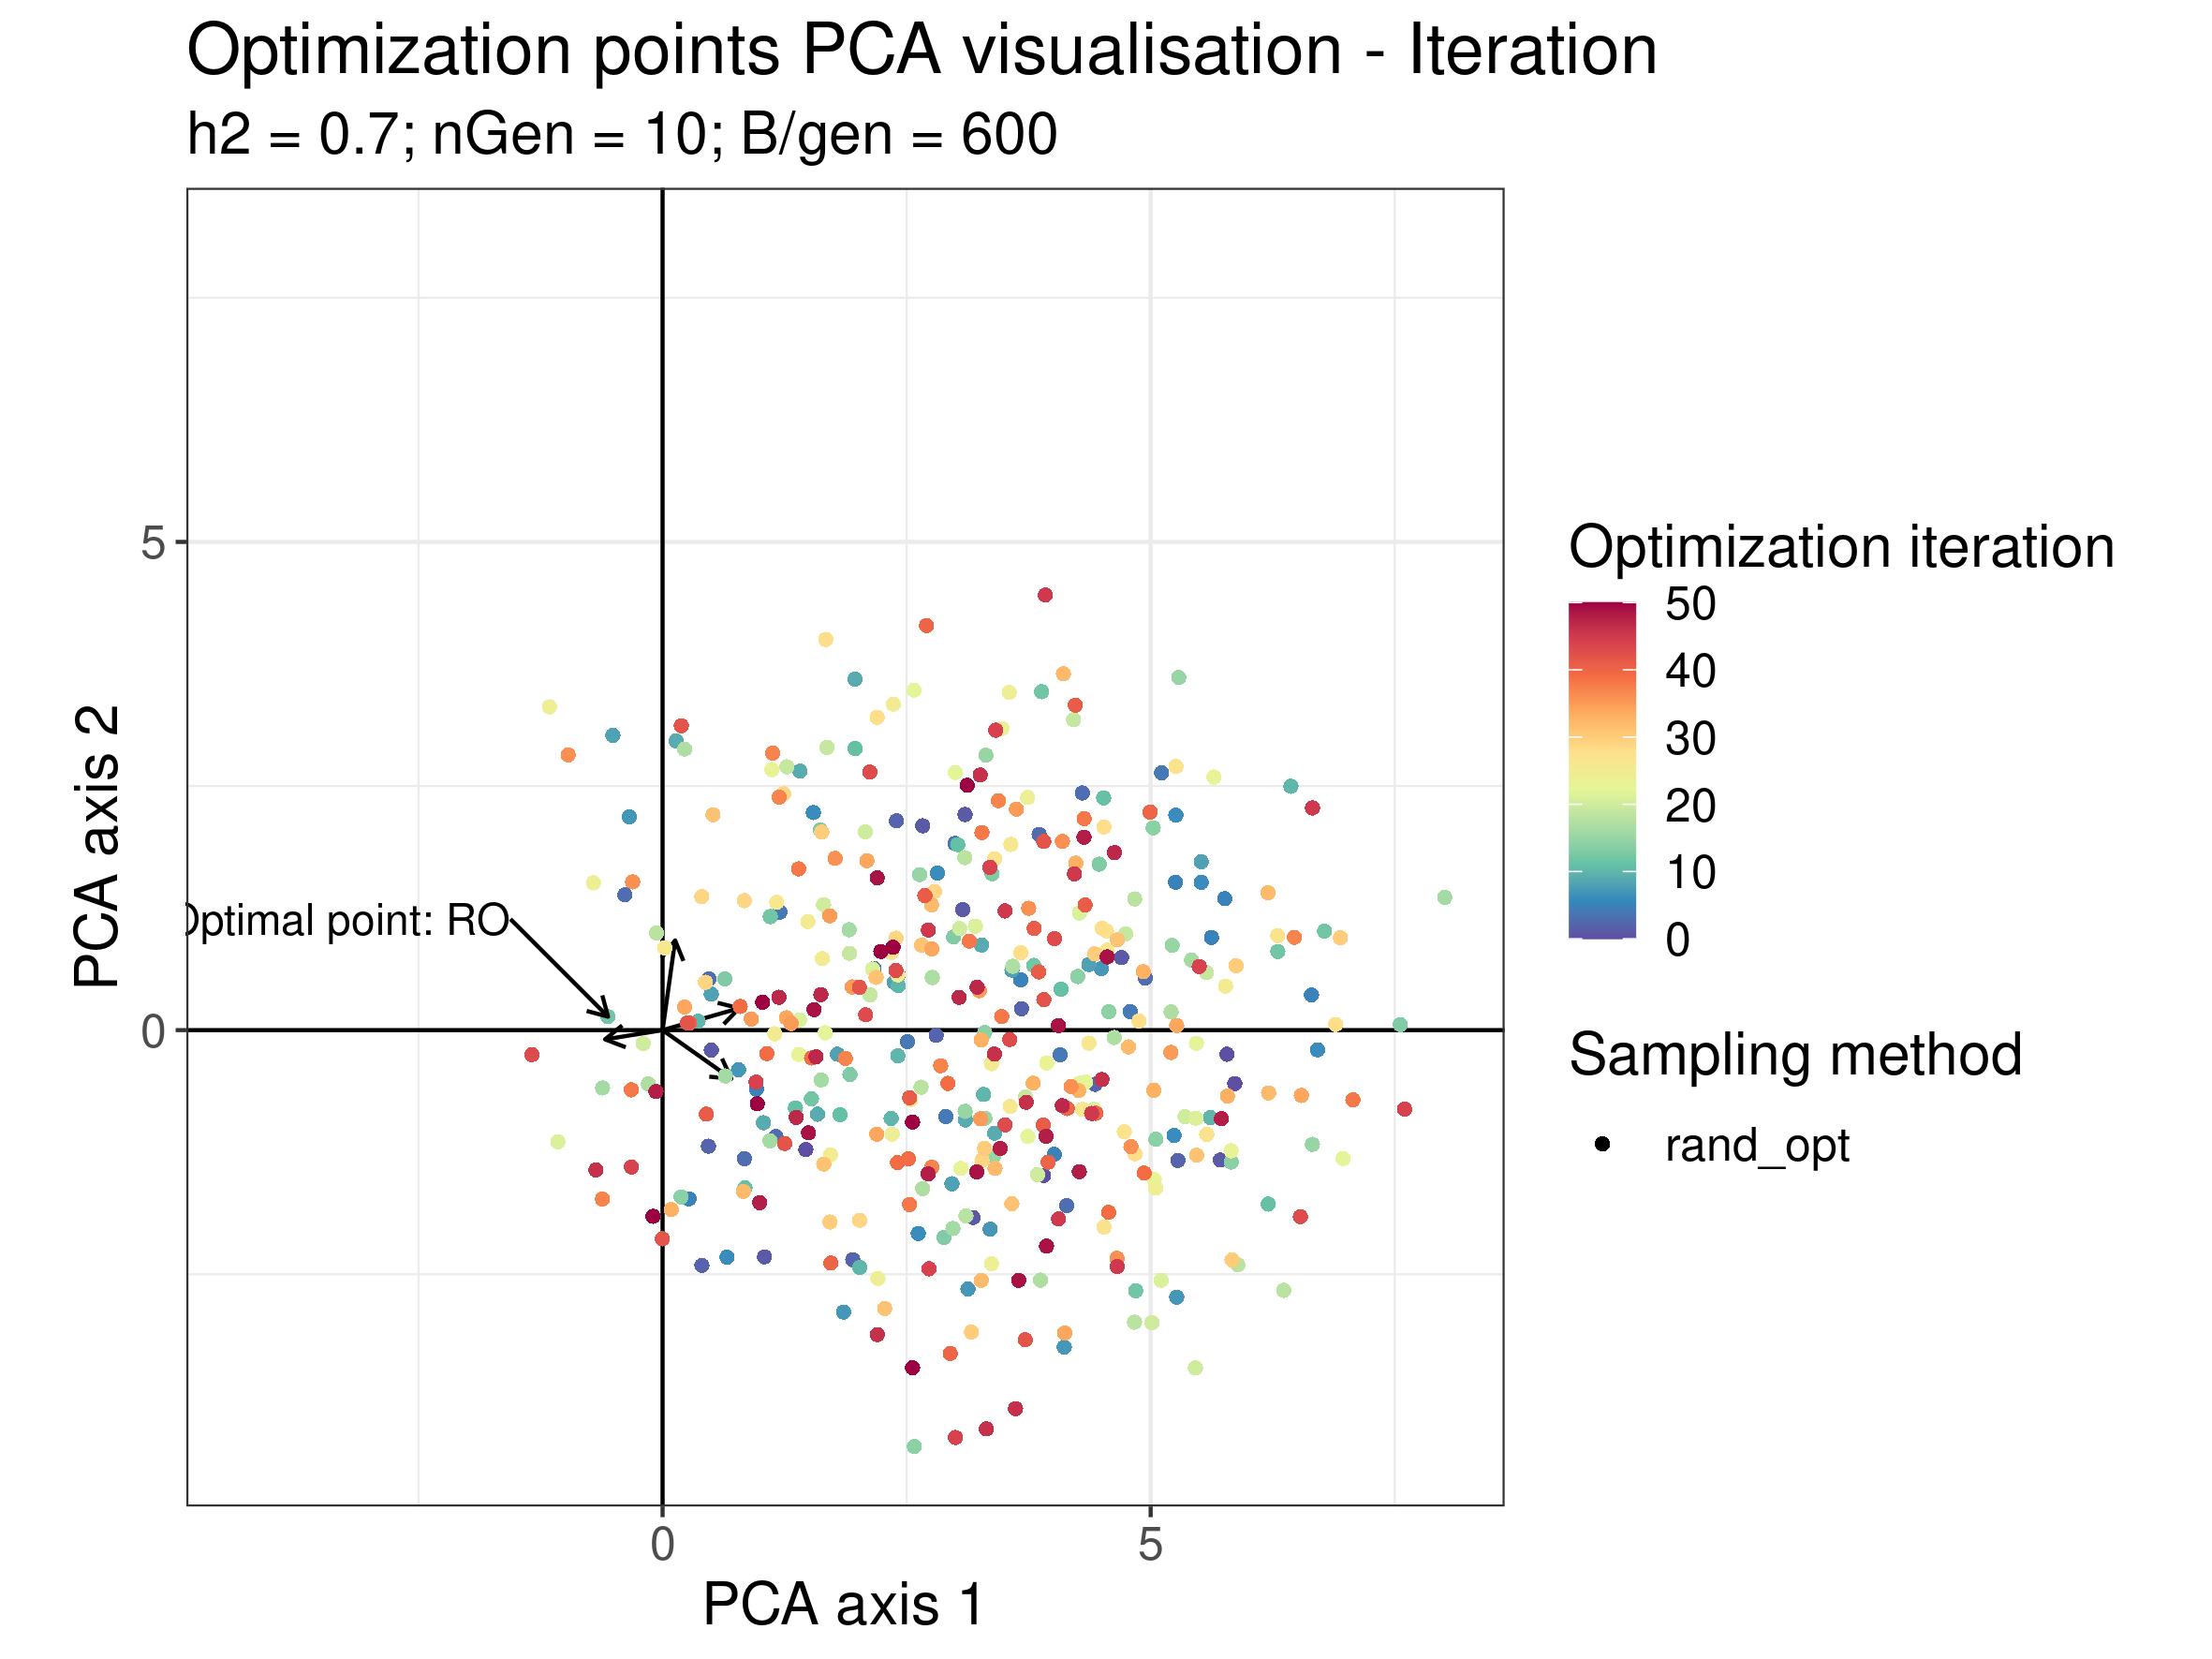 Optimization points PCA visualisation - Iteration
h2 = 0.7; nGen = 10; B/gen = 600
PCA axis 2
5
0
Optimal point: RO
0
5
PCA axis 1
Optimization iteration
50
40
30
20
10
0
Sampling method
rand_opt